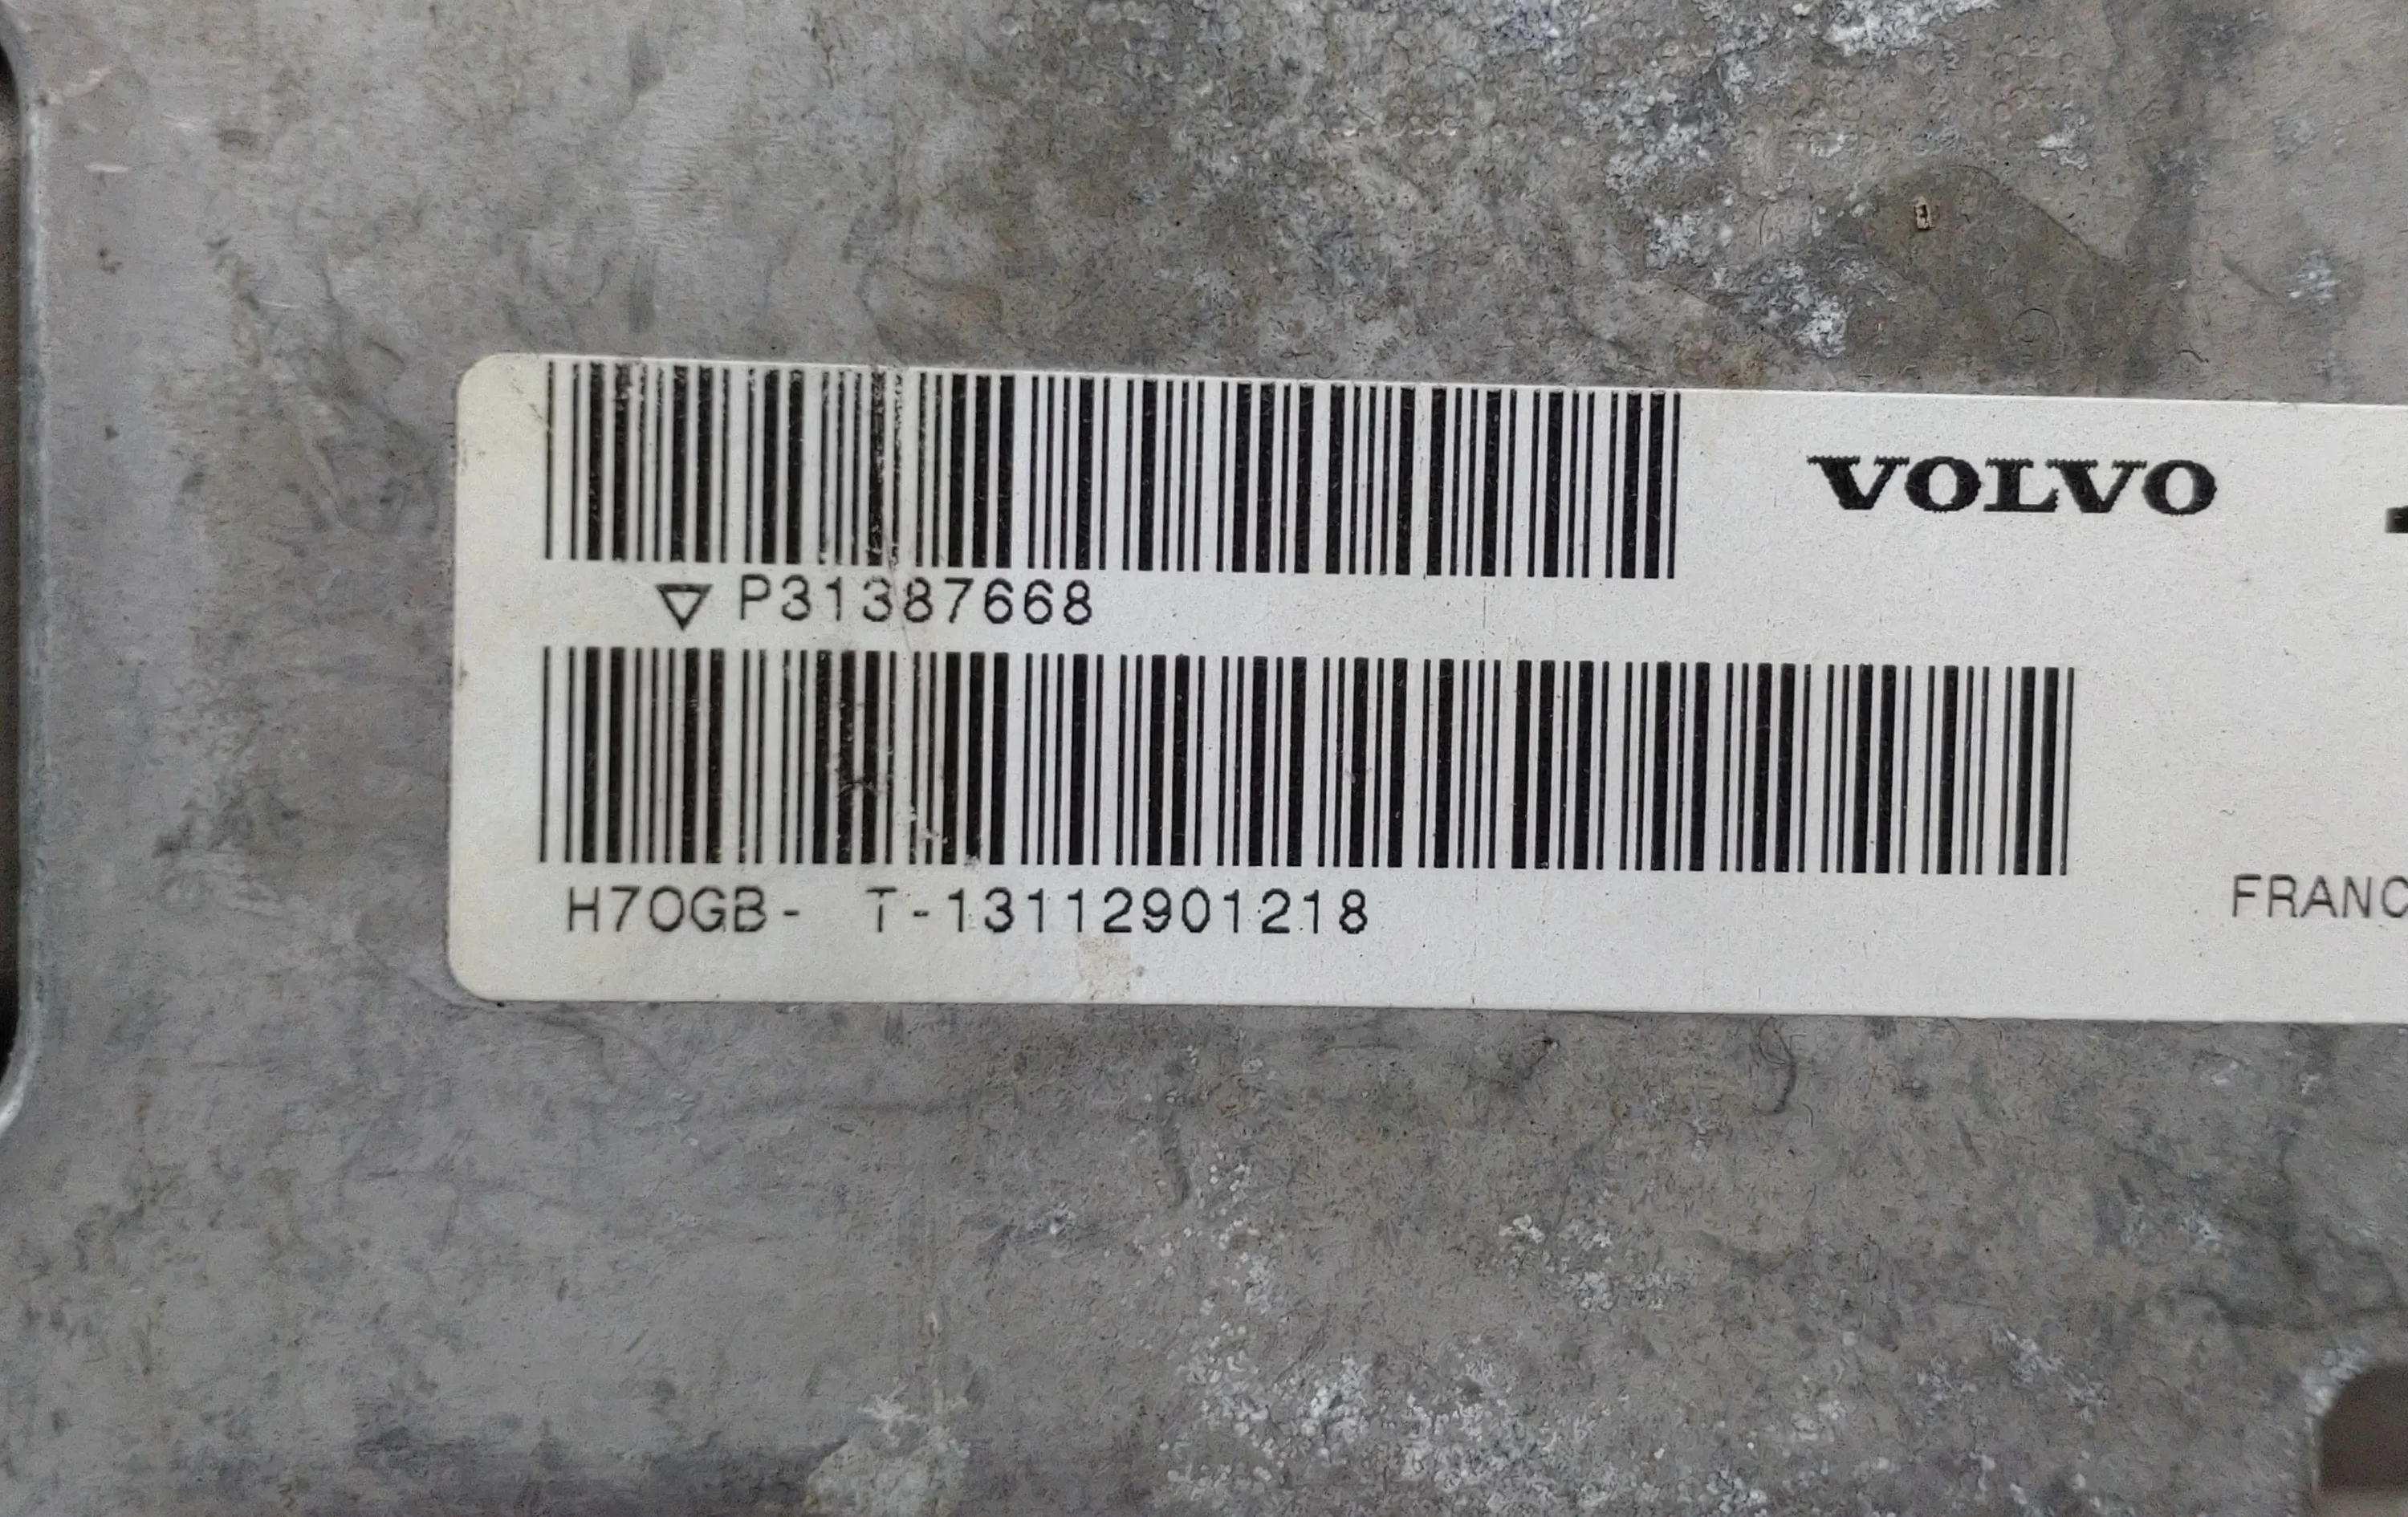 VOLVO
▽ P31387668
H70GB- T-13112901218
FRANC